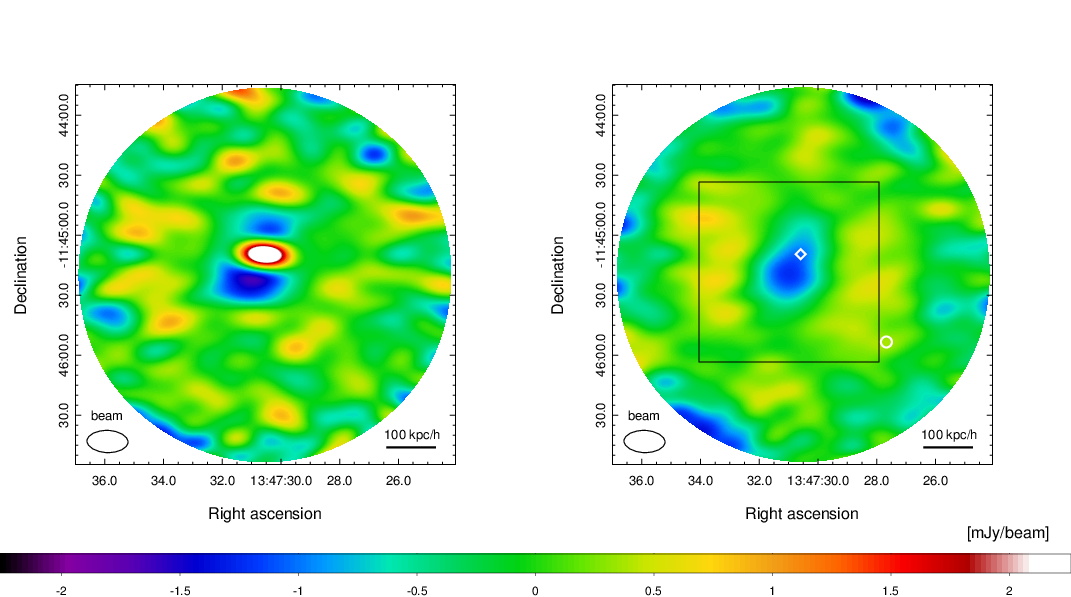 Declination
44:00.0
30.0
-11:45:00.0
30.0
46:00.0
30.0
beam
100 kpc/h
36.0 34.0 32.0 13:47:30.0 28.0 26.0
Right ascension
Declination
44:00.0
30.0
-11:45:00.0
30.0
46:00.0
30.0
beam
100 kpc/h
36.0 34.0 32.0 13:47:30.0 28.0 26.0
Right ascension
[mJy/beam]
-2 -1.5 -1 -0.5 0 0.5 1 1.5 2